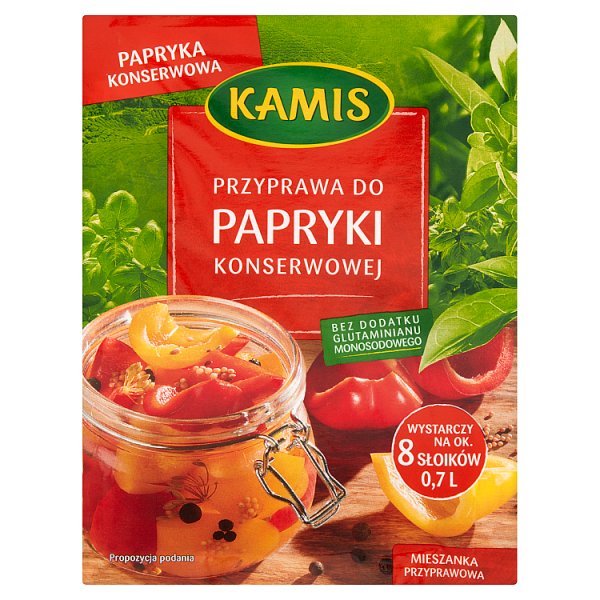 PAPRYKA
KONSERWOWA
KAMIS
PRZYPRAWA DO
PAPRYKI
KONSERWOWEJ
BEZ DODATKU
GLUTAMINIANU
MONOSODOWEGO
WYSTARCZY
NA OK.
8 SŁOIKÓW
0,7 L
Propozycja podania
MIESZANKA
PRZYPRAWOWA